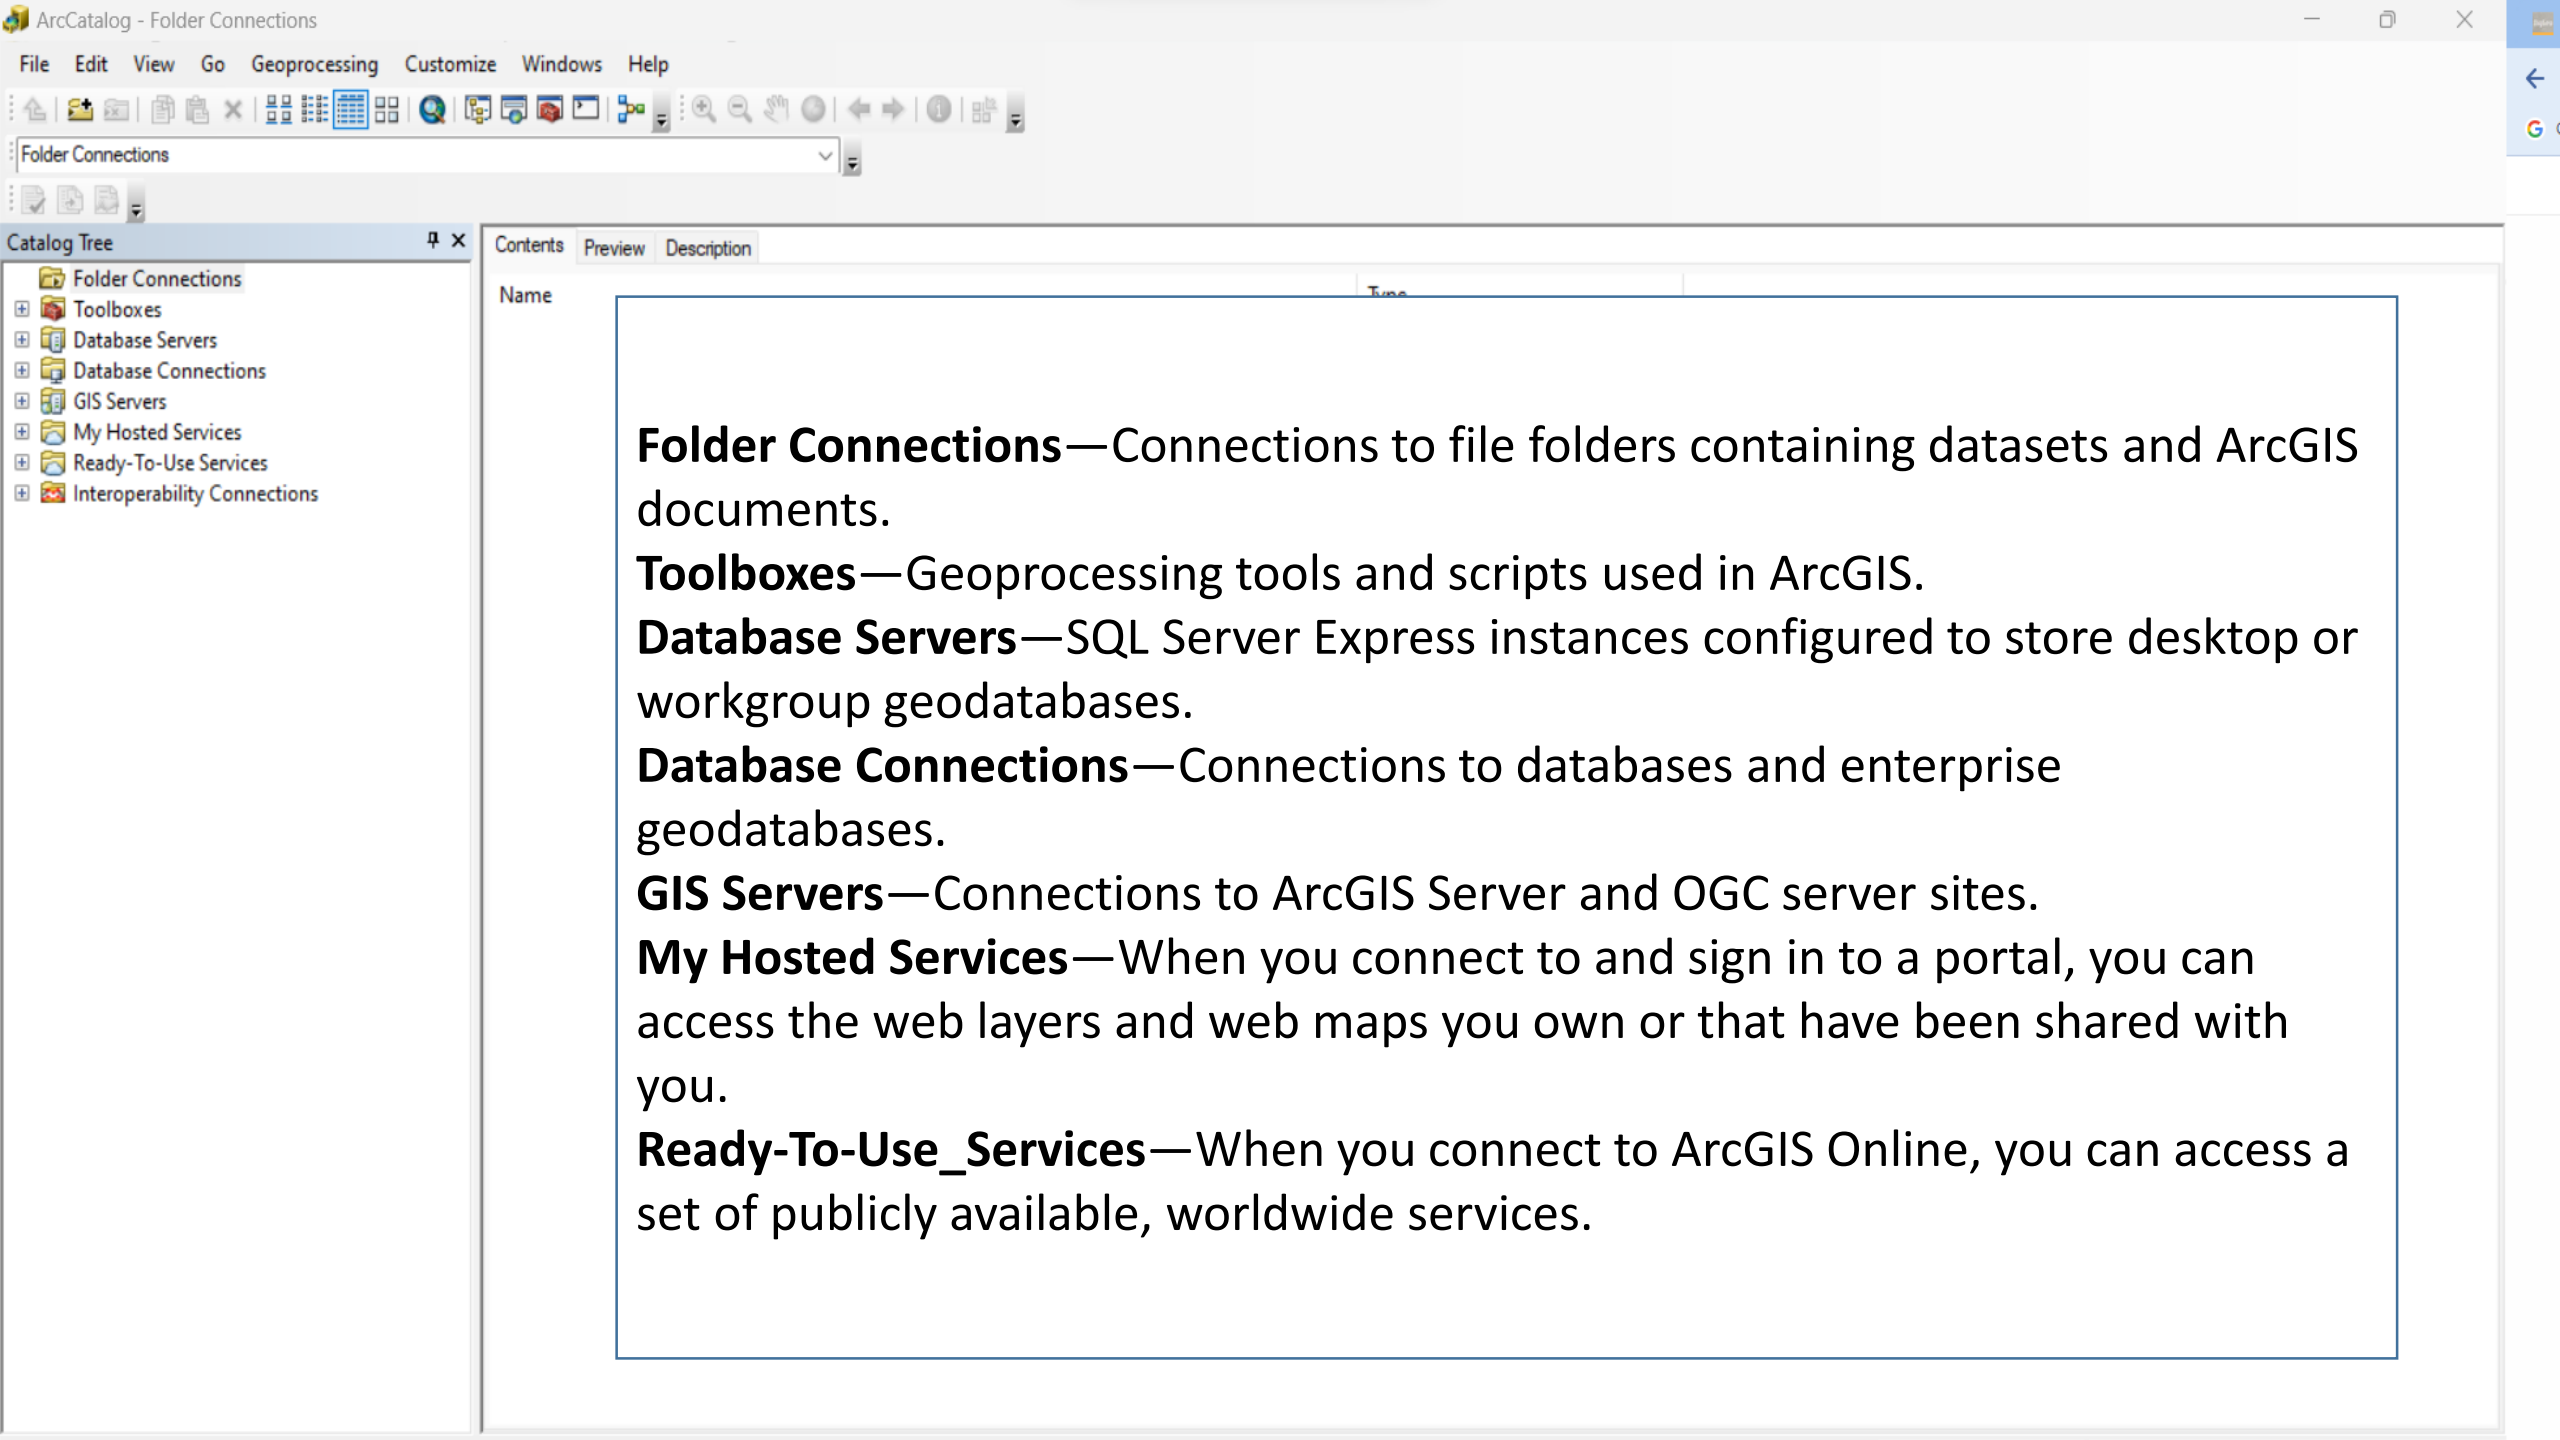 ArcCatalog - Folder Connections
File Edit View Go Geoprocessing Customize Windows Help
Folder Connections
Catalog Tree
Folder Connections
Toolboxes
Database Servers
Database Connections
GIS Servers
My Hosted Services
Ready-To-Use Services
Interoperability Connections
Contents Preview Description
Name Type
Folder Connections—Connections to file folders containing datasets and ArcGIS
documents.
Toolboxes—Geoprocessing tools and scripts used in ArcGIS.
Database Servers—SQL Server Express instances configured to store desktop or
workgroup geodatabases.
Database Connections—Connections to databases and enterprise
geodatabases.
GIS Servers—Connections to ArcGIS Server and OGC server sites.
My Hosted Services—When you connect to and sign in to a portal, you can
access the web layers and web maps you own or that have been shared with
you.
Ready-To-Use_Services—When you connect to ArcGIS Online, you can access a
set of publicly available, worldwide services.